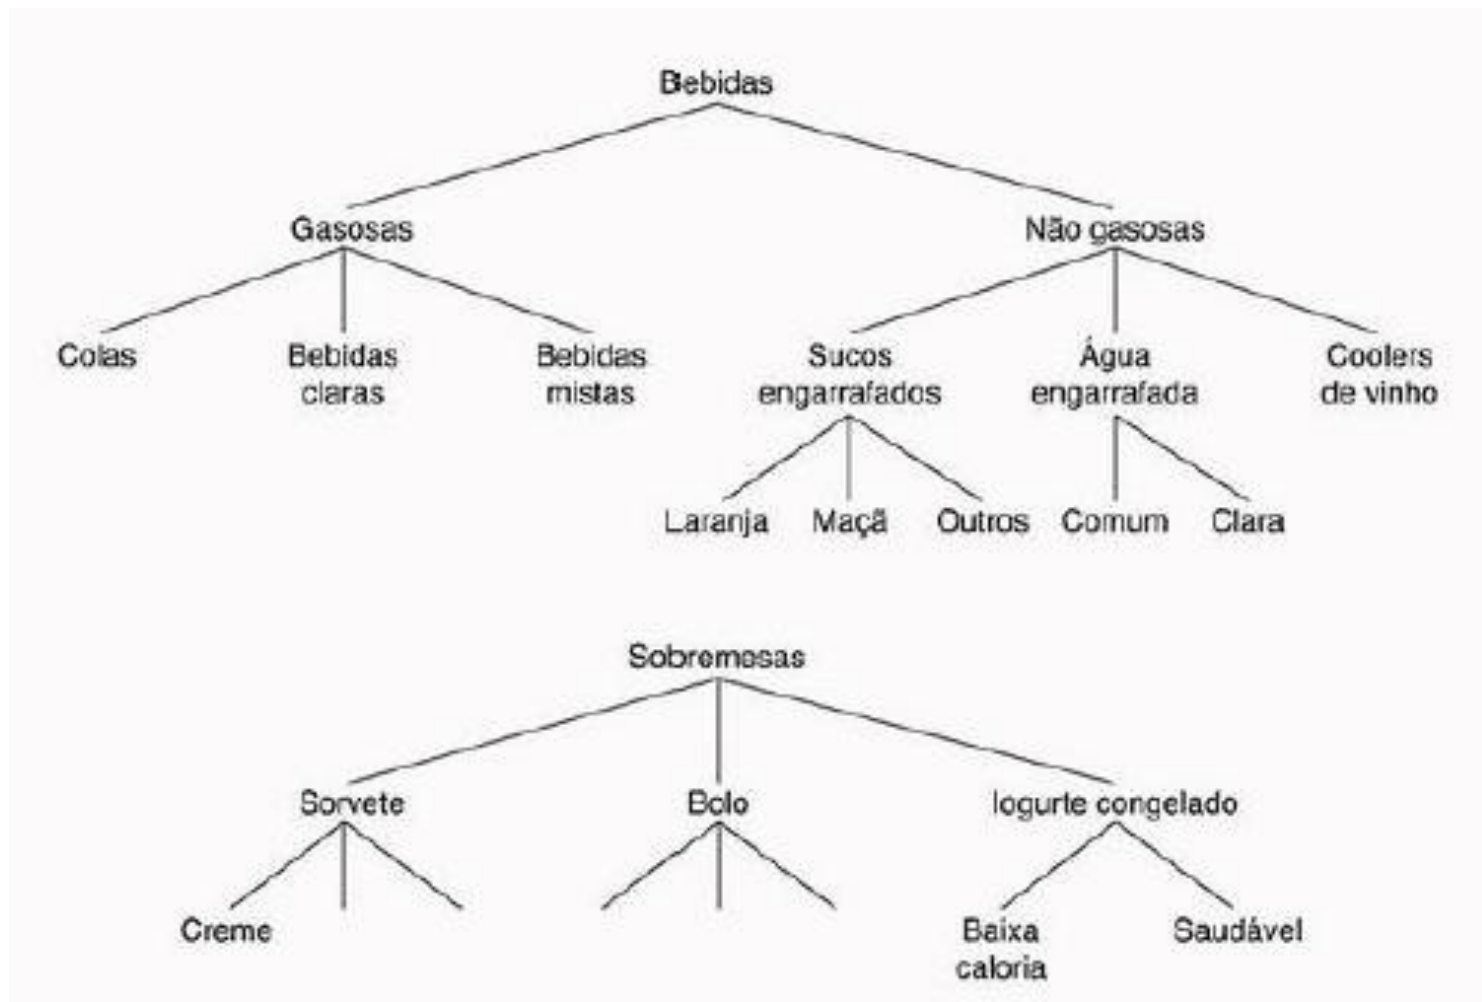 Bebidas
Gasosas Não gasosas
Colas Bebidas Bebidas Sucos Água Coolers
claras mistas engarrafados engarrafada de vinho
Laranja Maçã Outros Comum Clara
Sobremesas
Sorvete Bolo Iogurte congelado
Creme Baixa Saudável
caloria